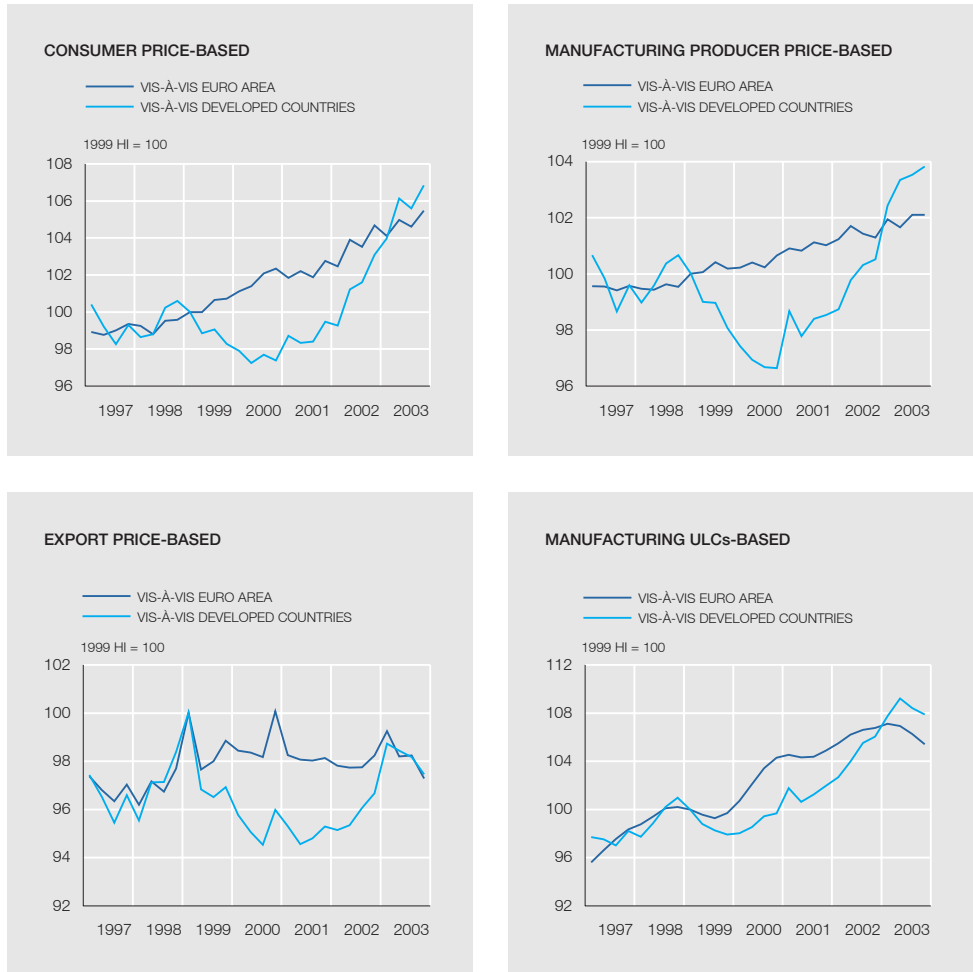 CONSUMER PRICE-BASED
VIS-À-VIS EURO AREA
VIS-À-VIS DEVELOPED COUNTRIES
1999 HI = 100
108
106
104
102
100
98
96
1997 1998 1999 2000 2001 2002 2003
MANUFACTURING PRODUCER PRICE-BASED
VIS-À-VIS EURO AREA
VIS-À-VIS DEVELOPED COUNTRIES
1999 HI = 100
104
102
100
98
96
1997 1998 1999 2000 2001 2002 2003
EXPORT PRICE-BASED
VIS-À-VIS EURO AREA
VIS-À-VIS DEVELOPED COUNTRIES
1999 HI = 100
102
100
98
96
94
92
1997 1998 1999 2000 2001 2002 2003
MANUFACTURING ULCs-BASED
VIS-À-VIS EURO AREA
VIS-À-VIS DEVELOPED COUNTRIES
1999 HI = 100
112
108
104
100
96
92
1997 1998 1999 2000 2001 2002 2003